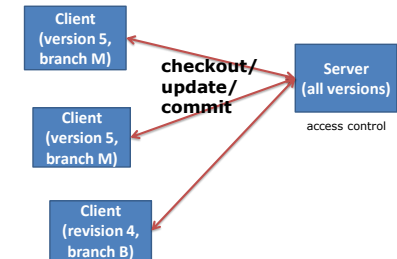 Client
(version 5,
branch M)
checkout/
update/
commit
Server
(all versions)
access control
Client
(version 5,
branch M)
Client
(revision 4,
branch B)